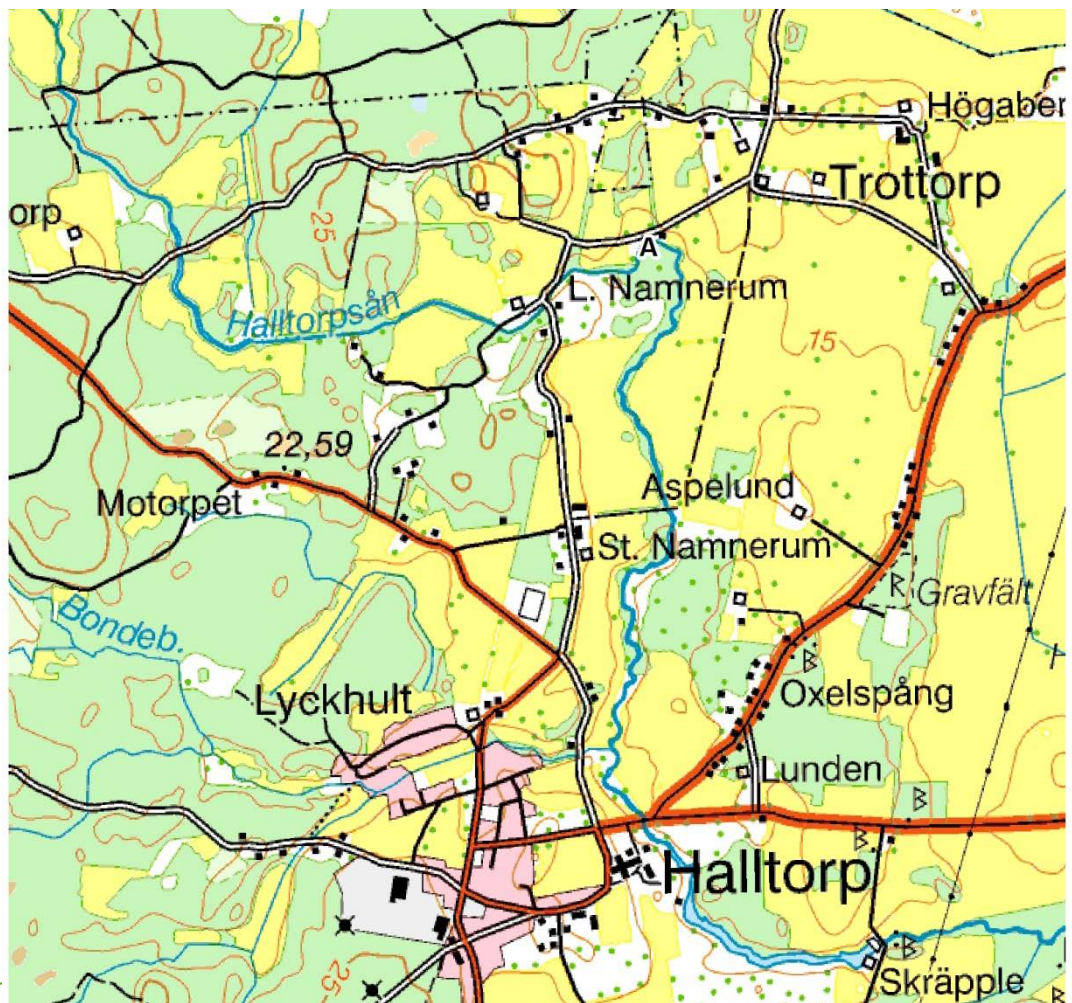 Högaber
Trottorp
orp
25
A
L. Namnerum
Halltorpsån
15
22,59
Aspelund
Motorpet
St. Namnerum
R
Gravfält
Bondeb.
Lyckhult
Oxelspång
Lunden
Halltorp
25
Skräpple